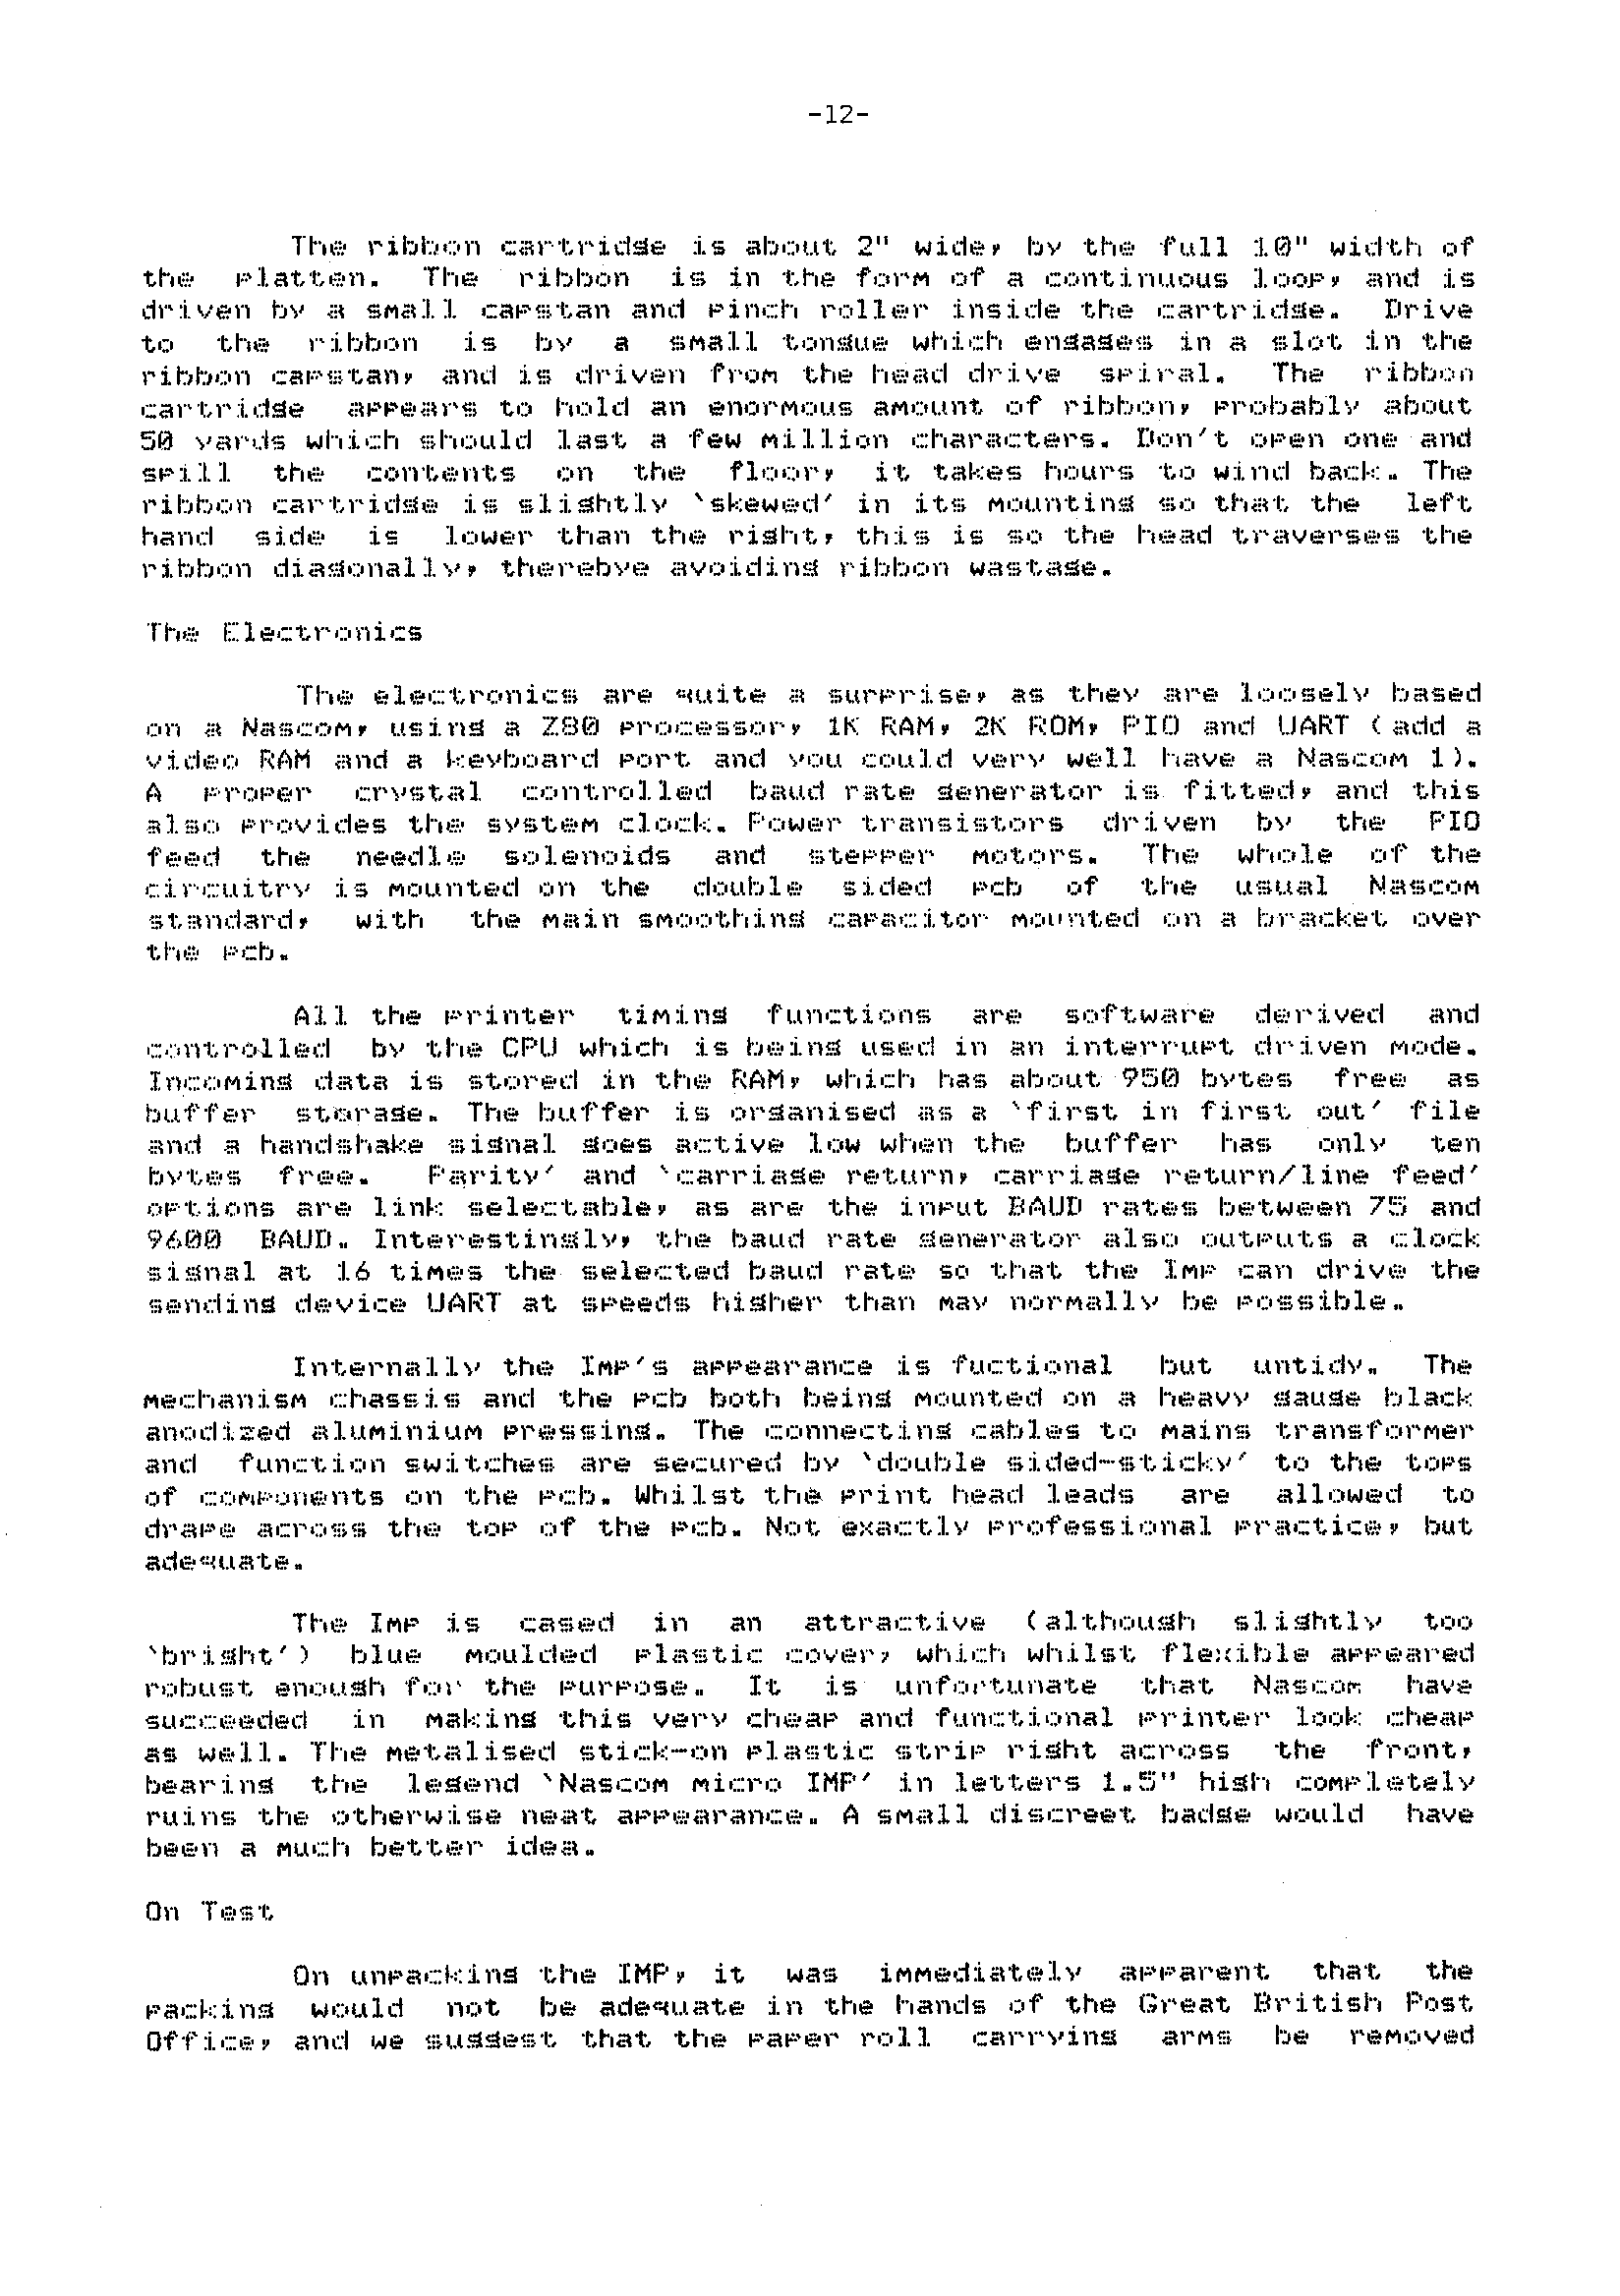 -12-
The ribbon cartridge is about 2" wide, by the full 10" width of
the platten. The ribbon is in the form of a continuous loop, and is
driven by a small capstan and pinch roller inside the cartridge. Drive
to the ribbon is by a small tongue which engages in a slot in the
ribbon capstan, and is driven from the head drive spiral. The ribbon
cartridge appears to hold an enormous amount of ribbon, probably about
50 yards which should last a few million characters. Don't open one and
spill the contents on the floor, it takes hours to wind back. The
ribbon cartridge is slightly `skewed' in its mounting so that the left
hand side is lower than the right, this is so the head traverses the
ribbon diagonally, therebye avoiding ribbon wastage.
The Electronics
The electronics are quite a surprise, as they are loosely based
on a Nascom, using a Z80 processor, 1K RAM, 2K ROM, PIO and UART (add a
video RAM and a keyboard port and you could very well have a Nascom 1).
A proper crystal controlled baud rate generator is fitted, and this
also provides the system clock. Power transistors driven by the PIO
feed the needle solenoids and stepper motors. The whole of the
circuitry is mounted on the double sided pcb of the usual Nascom
standard, with the main smoothing capacitor mounted on a bracket over
the pcb.
All the printer timing functions are software derived and
controlled by the CPU which is being used in an interrupt driven mode.
Incoming data is stored in the RAM, which has about 950 bytes free as
buffer storage. The buffer is organised as a `first in first out' file
and a handshake signal goes active low when the buffer has only ten
bytes free. Parity' and `carriage return, carriage return/line feed'
options are link selectable, as are the input BAUD rates between 75 and
9600 BAUD. Interestingly, the baud rate generator also outputs a clock
signal at 16 times the selected baud rate so that the Imp can drive the
sending device UART at speeds higher than may normally be possible.
Internally the Imp's appearance is fuctional but untidy. The
mechanism chassis and the pcb both being mounted on a heavy gauge black
anodized aluminium pressing. The connecting cables to mains transformer
and function switches are secured by `double sided-sticky' to the tops
of components on the pcb. Whilst the print head leads are allowed to
drape across the top of the pcb. Not exactly professional practice, but
adequate.
The Imp is cased in an attractive (although slightly too
`bright') blue moulded plastic cover, which whilst flexible appeared
robust enough for the purpose. It is unfortunate that Nascom have
succeeded in making this very cheap and functional printer look cheap
as well. The metalised stick-on plastic strip right across the front,
bearing the legend `Nascom micro IMP' in letters 1.5" high completely
ruins the otherwise neat appearance. A small discreet badge would have
been a much better idea.
On Test
On unpacking the IMP, it was immediately apparent that the
packing would not be adequate in the hands of the Great British Post
Office, and we suggest that the paper roll carrying arms be removed